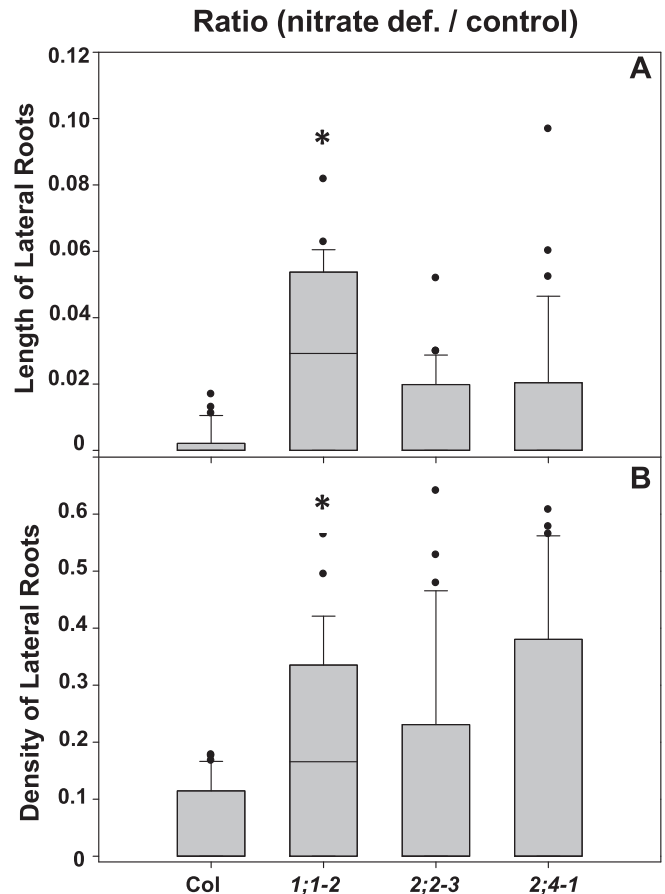 Ratio (nitrate def. / control)
A
Length of Lateral Roots
0.12
0.10
0.08
0.06
0.04
0.02
0
*
B
Density of Lateral Roots
0.6
0.5
0.4
0.3
0.2
0.1
0
*
Col 1;1-2 2;2-3 2;4-1